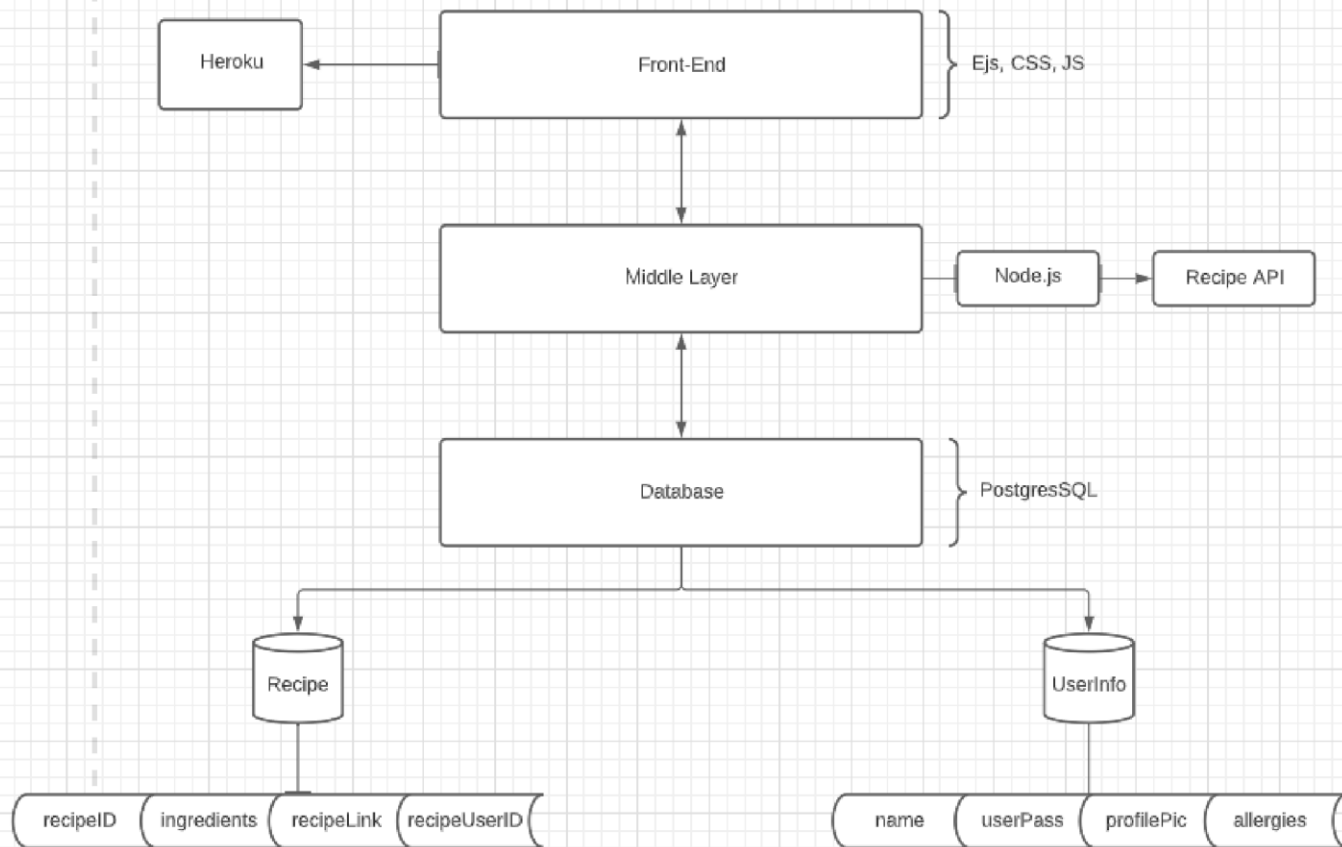 Heroku
Front-End
Ejs, CSS, JS
Middle Layer
Node.js
Recipe API
Database
PostgresSQL
Recipe
UserInfo
recipeID
ingredients
recipeLink
recipeUserID
name
userPass
profilePic
allergies